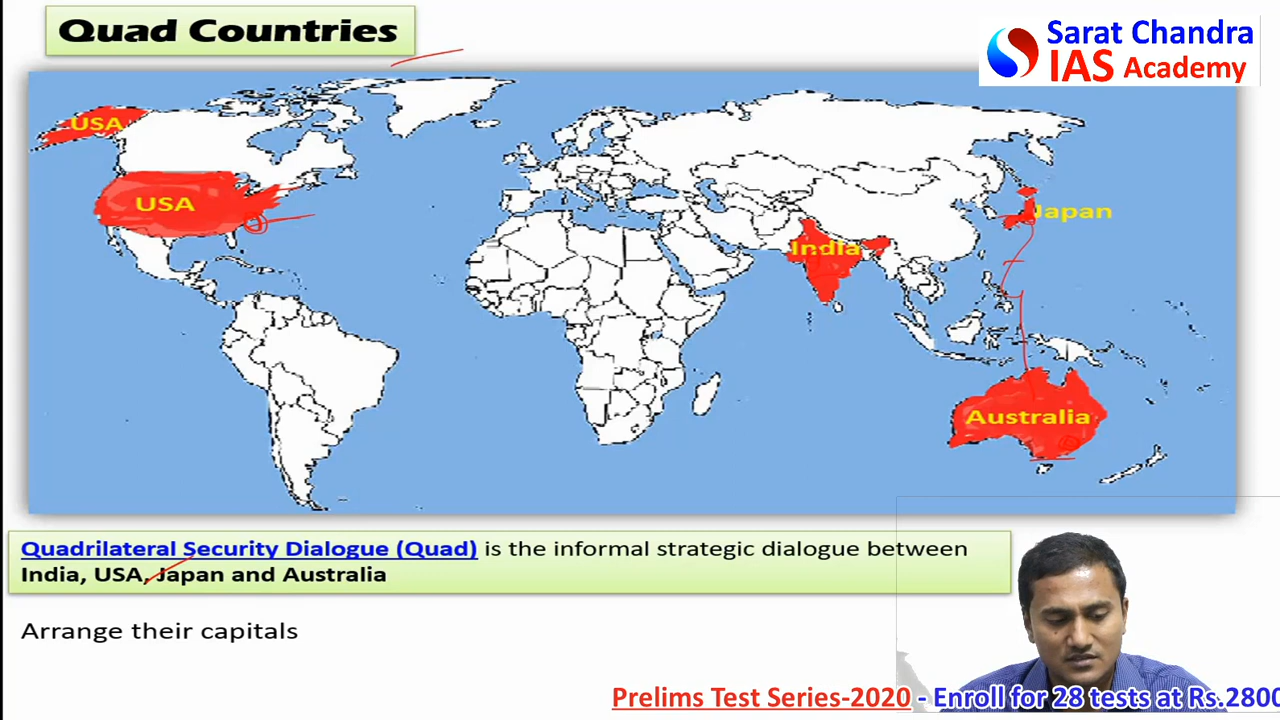 Quad Countries
Sarat Chandra
IAS Academy
USA
USA
Japan
India
Australia
Quadrilateral Security Dialogue (Quad) is the informal strategic dialogue between
India, USA, Japan and Australia
Arrange their capitals
Prelims Test Series-2020 - Enroll for 28 tests at Rs.2800